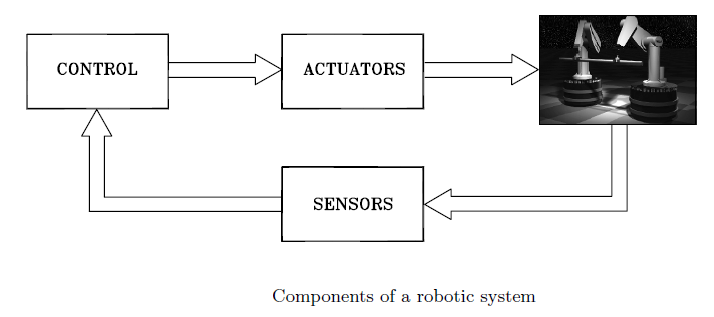 CONTROL
ACTUATORS
SENSORS
Components of a robotic system